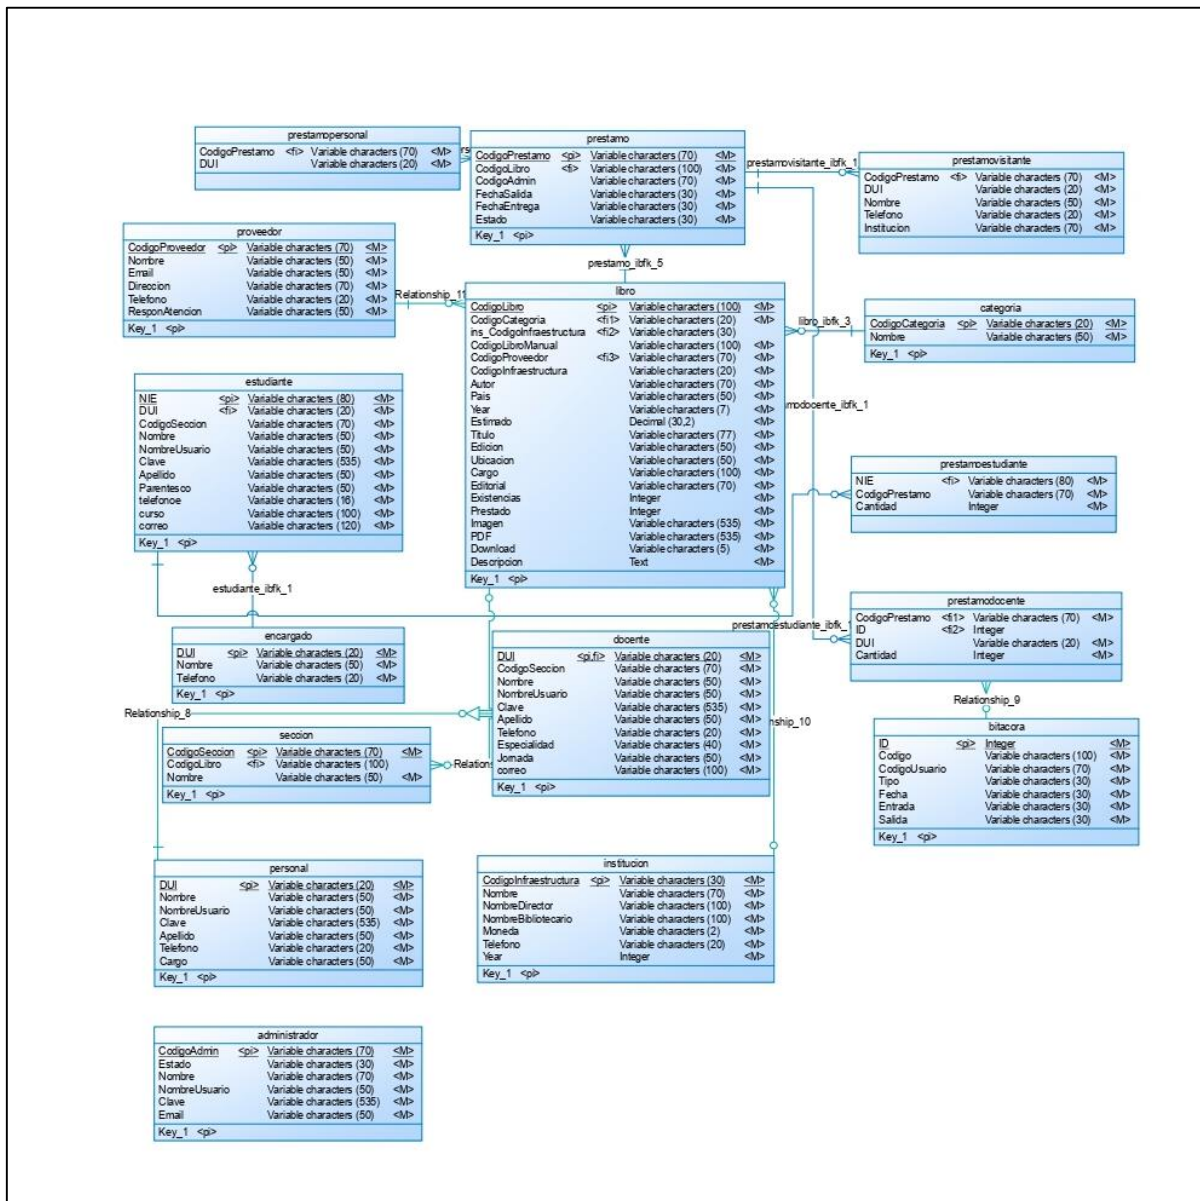 prestamopersonal
CodigoPrestamo <fi> Variable characters (70) <M>
DUI Variable characters (20) <M>
prestamo
CodigoPrestamo <pi> Variable characters (70) <M>
CodigoLibro <fi> Variable characters (100) <M>
CodigoAdmin Variable characters (70) <M>
FechaSalida Variable characters (30) <M>
FechaEntrega Variable characters (30) <M>
Estado Variable characters (30) <M>
Key_1 <pi>
prestamovisitante_ibfk_1
prestamovisitante
CodigoPrestamo <fi> Variable characters (70) <M>
DUI Variable characters (20) <M>
Nombre Variable characters (50) <M>
Telefono Variable characters (20) <M>
Institucion Variable characters (70) <M>
proveedor
CodigoProveedor <pi> Variable characters (70) <M>
Nombre Variable characters (50) <M>
Email Variable characters (50) <M>
Direccion Variable characters (70) <M>
Telefono Variable characters (20) <M>
ResponAtencion Variable characters (50) <M>
Key_1 <pi>
prestamo_ibfk_5
Relationship_11
libro
CodigoLibro <pi> Variable characters (100) <M>
CodigoCategoria <fi1> Variable characters (20) <M>
ins_CodigoInfraestructura <fi2> Variable characters (30)
CodigoLibroManual Variable characters (100) <M>
CodigoProveedor <fi3> Variable characters (70) <M>
CodigoInfraestructura Variable characters (20) <M>
Autor Variable characters (70) <M>
Pais Variable characters (50) <M>
Year Variable characters (7) <M>
Estimado Decimal (30,2) <M>
Titulo Variable characters (77) <M>
Edicion Variable characters (50) <M>
Ubicacion Variable characters (50) <M>
Cargo Variable characters (100) <M>
Editorial Variable characters (70) <M>
Existencias Integer <M>
Prestado Integer <M>
Imagen Variable characters (535) <M>
PDF Variable characters (535) <M>
Download Variable characters (5) <M>
Descripcion Text <M>
Key_1 <pi>
libro_ibfk_3
categoria
CodigoCategoria <pi> Variable characters (20) <M>
Nombre Variable characters (50) <M>
Key_1 <pi>
modocente_ibfk_1
estudiante
NIE <pi> Variable characters (80) <M>
DUI <fi> Variable characters (20) <M>
CodigoSeccion Variable characters (70) <M>
Nombre Variable characters (50) <M>
NombreUsuario Variable characters (50) <M>
Clave Variable characters (535) <M>
Apellido Variable characters (50) <M>
Parentesco Variable characters (50) <M>
telefonoe Variable characters (16) <M>
curso Variable characters (100) <M>
correo Variable characters (120) <M>
Key_1 <pi>
prestamoestudiante
NIE <fi> Variable characters (80) <M>
CodigoPrestamo Variable characters (70) <M>
Cantidad Integer <M>
estudiante_ibfk_1
encargado
DUI <pi> Variable characters (20) <M>
Nombre Variable characters (50) <M>
Telefono Variable characters (20) <M>
Key_1 <pi>
prestamoestudiante_ibfk_1
prestamodocente
CodigoPrestamo <fi1> Variable characters (70) <M>
ID <fi2> Integer
DUI Variable characters (20) <M>
Cantidad Integer <M>
docente
DUI <pi,fi> Variable characters (20) <M>
CodigoSeccion Variable characters (70) <M>
Nombre Variable characters (50) <M>
NombreUsuario Variable characters (50) <M>
Clave Variable characters (535) <M>
Apellido Variable characters (50) <M>
Telefono Variable characters (20) <M>
Especialidad Variable characters (40) <M>
Jornada Variable characters (50) <M>
correo Variable characters (100) <M>
Key_1 <pi>
Relationship_9
Relationship_8
nship_10
bitacora
ID <pi> Integer <M>
Codigo Variable characters (100) <M>
CodigoUsuario Variable characters (70) <M>
Tipo Variable characters (30) <M>
Fecha Variable characters (30) <M>
Entrada Variable characters (30) <M>
Salida Variable characters (30) <M>
Key_1 <pi>
seccion
CodigoSeccion <pi> Variable characters (70) <M>
CodigoLibro <fi> Variable characters (100)
Nombre Variable characters (50) <M>
Key_1 <pi>
personal
DUI <pi> Variable characters (20) <M>
Nombre Variable characters (50) <M>
NombreUsuario Variable characters (50) <M>
Clave Variable characters (535) <M>
Apellido Variable characters (50) <M>
Telefono Variable characters (20) <M>
Cargo Variable characters (50) <M>
Key_1 <pi>
institucion
CodigoInfraestructura <pi> Variable characters (30) <M>
Nombre Variable characters (70) <M>
NombreDirector Variable characters (100) <M>
NombreBibliotecario Variable characters (100) <M>
Moneda Variable characters (2) <M>
Telefono Variable characters (20) <M>
Year Integer <M>
Key_1 <pi>
administrador
CodigoAdmin <pi> Variable characters (70) <M>
Estado Variable characters (30) <M>
Nombre Variable characters (70) <M>
NombreUsuario Variable characters (50) <M>
Clave Variable characters (535) <M>
Email Variable characters (50) <M>
Key_1 <pi>